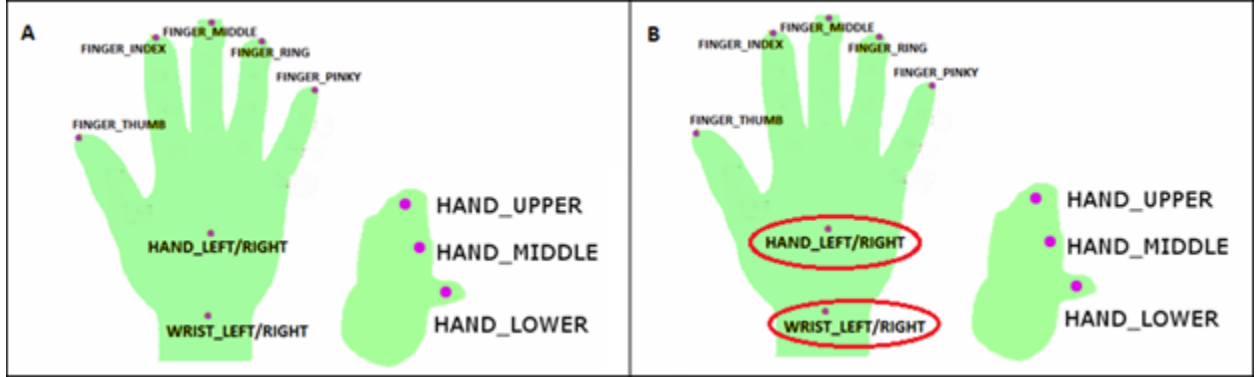 A
FINGER_MIDDLE
FINGER_INDEX
FINGER_RING
FINGER_PINKY
FINGER_THUMB
HAND_UPPER
HAND_LEFT/RIGHT
HAND_MIDDLE
HAND_LOWER
WRIST_LEFT/RIGHT
B
FINGER_MIDDLE
FINGER_INDEX
FINGER_RING
FINGER_PINKY
FINGER_THUMB
HAND_UPPER
HAND_LEFT/RIGHT
HAND_MIDDLE
HAND_LOWER
WRIST_LEFT/RIGHT